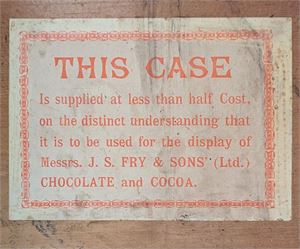 THIS CASE
Is supplied at less than half Cost,
on the distinct understanding that
it is to be used for the display of
Messrs. J. S. FRY & SONS' (Ltd.)
CHOCOLATE and COCOA.